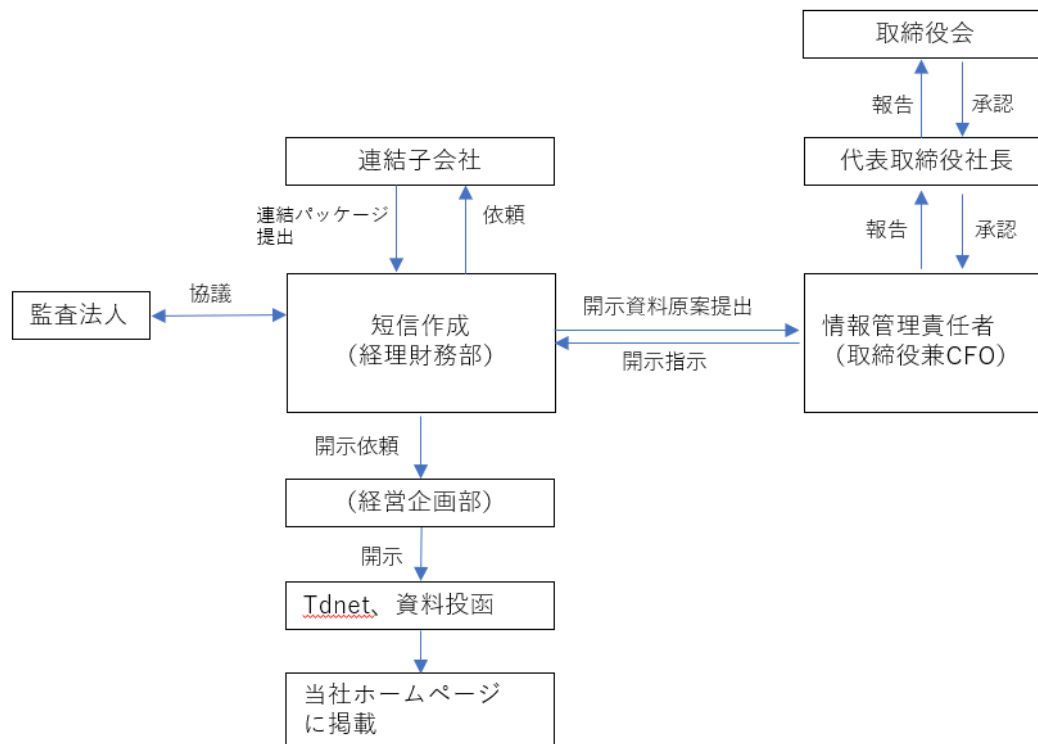 取締役会
報告
承認
連結子会社
代表取締役社長
連結パッケージ
提出
依頼
報告
承認
監査法人
協議
短信作成
（経理財務部）
開示資料原案提出
開示指示
情報管理責任者
（取締役兼CFO）
開示依頼
（経営企画部）
開示
Tdnet、資料投函
当社ホームページ
に掲載